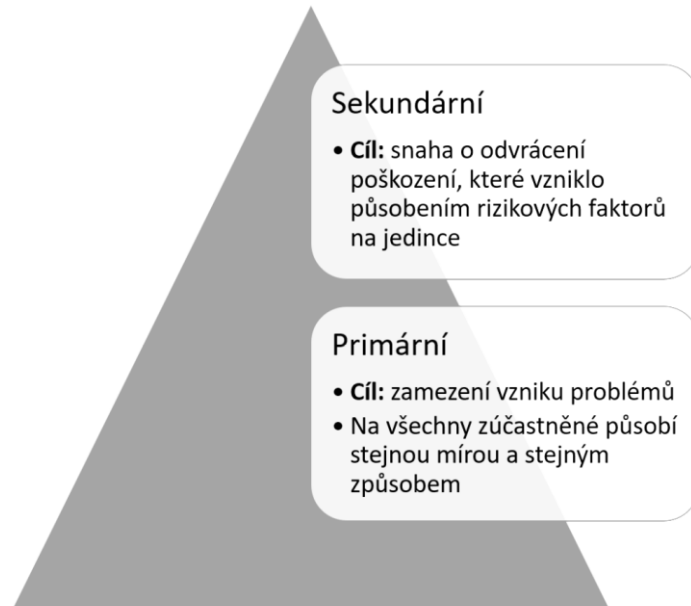 Sekundární
• Cíl: snaha o odvrácení
poškození, které vzniklo
působením rizikových faktorů
na jedince
Primární
• Cíl: zamezení vzniku problémů
• Na všechny zúčastněné působí
stejnou mírou a stejným
způsobem